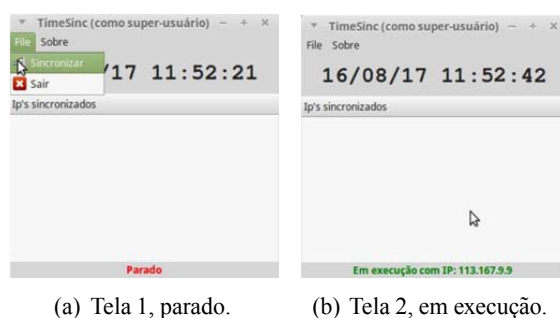 TimeSinc (como super-usuário)
File Sobre
Sincronizar
/17 11:52:21
Sair
Ip's sincronizados
Parado
(a) Tela 1, parado.
TimeSinc (como super-usuário)
File Sobre
16/08/17 11:52:42
Ip's sincronizados
Em execução com IP: 113.167.9.9
(b) Tela 2, em execução.